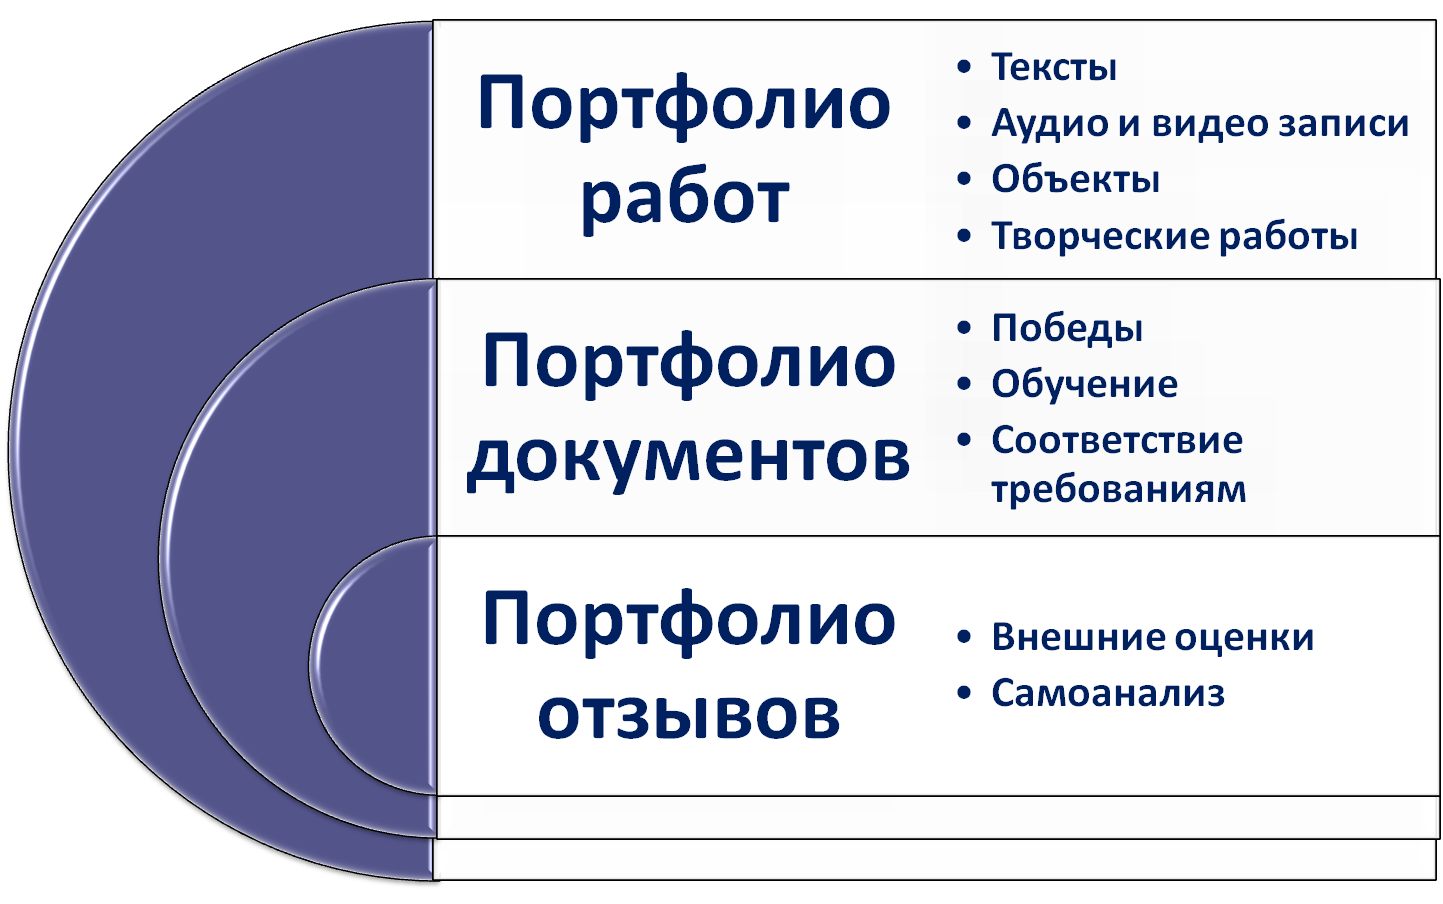 Портфолио
работ
• Тексты
• Аудио и видео записи
• Объекты
• Творческие работы
Портфолио
документов
• Победы
• Обучение
• Соответствие
требованиям
Портфолио
отзывов
• Внешние оценки
• Самоанализ